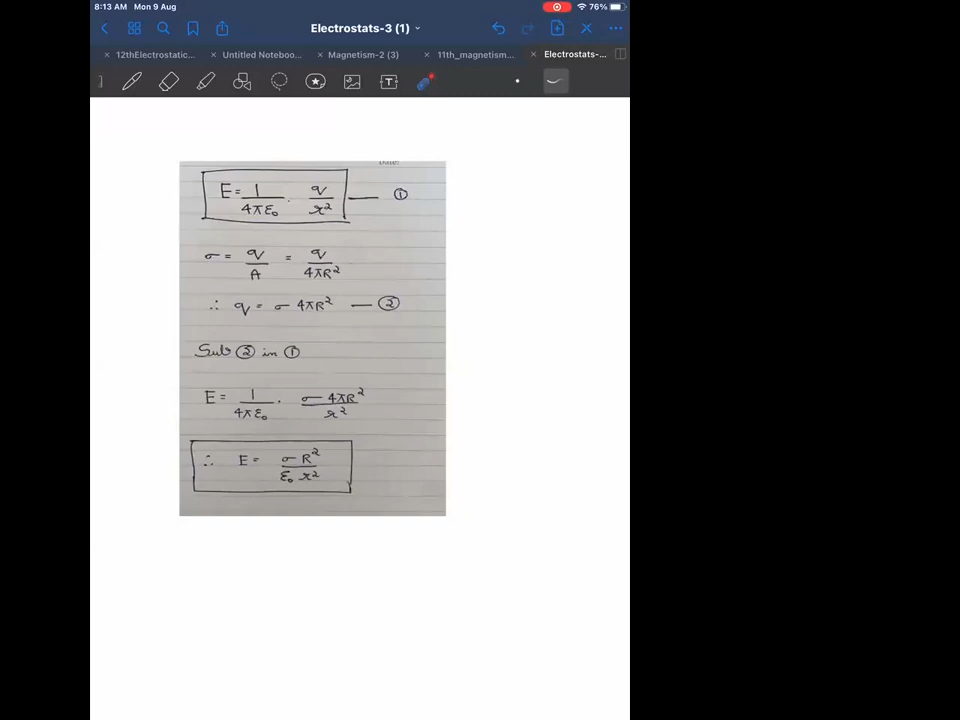 8:13 AM Mon 9 Aug 76%
Electrostats-3 (1)
12thElectrostatic... Untitled Noteboo... Magnetism-2 (3) 11th_magnetism... Electrostats-...
E = 1/4πε₀ . q/r² — ①
σ = q/A = q/4πR²
∴ q = σ 4πR² — ②
Sub ② in ①
E = 1/4πε₀ . σ 4πR²/r²
∴ E = σ R²/ε₀ r²